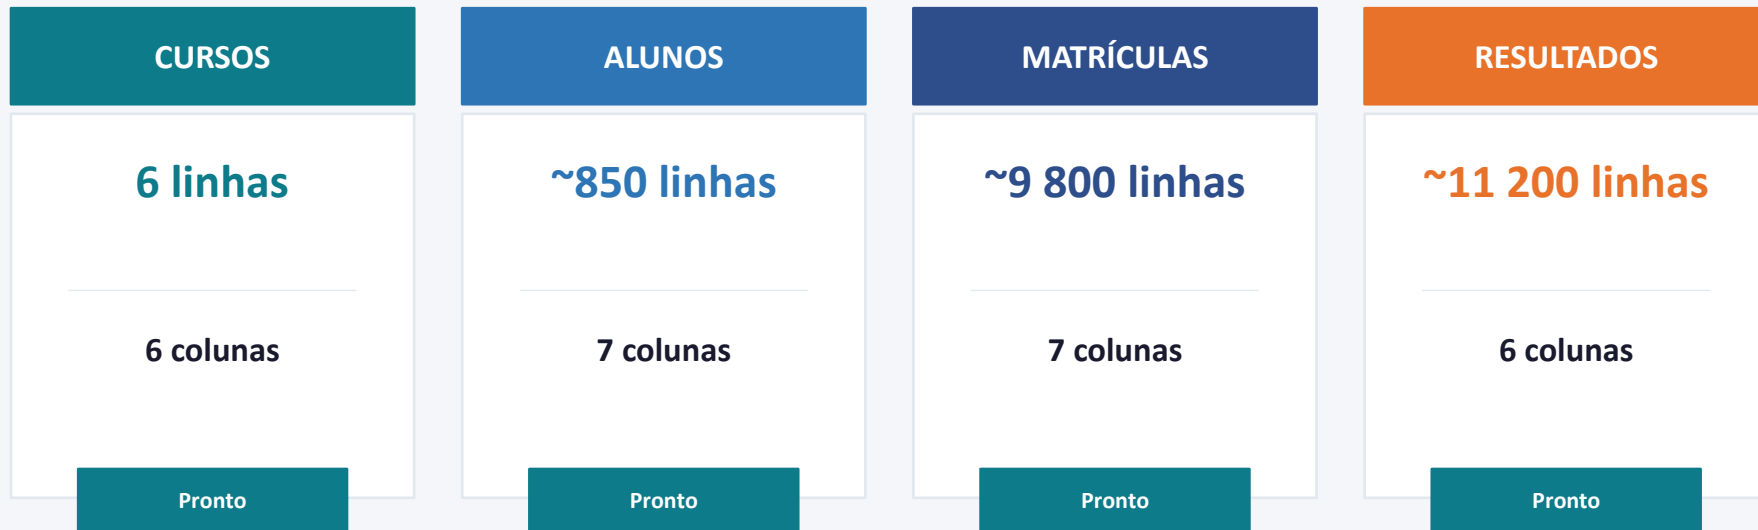 CURSOS
6 linhas
6 colunas
Pronto
ALUNOS
~850 linhas
7 colunas
Pronto
MATRÍCULAS
~9 800 linhas
7 colunas
Pronto
RESULTADOS
~11 200 linhas
6 colunas
Pronto